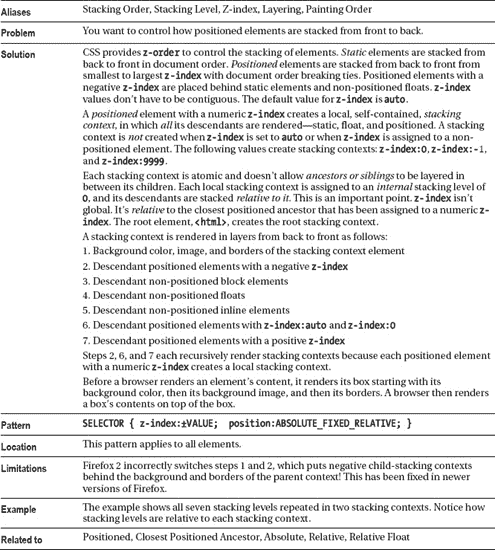 Aliases Stacking Order, Stacking Level, Z-index, Layering, Painting Order
Problem You want to control how positioned elements are stacked from front to back.
Solution CSS provides z-order to control the stacking of elements. Static elements are stacked from
back to front in document order. Positioned elements are stacked from back to front from
smallest to largest z-index with document order breaking ties. Positioned elements with a
negative z-index are placed behind static elements and non-positioned floats. z-index
values don't have to be contiguous. The default value for z-index is auto.
A positioned element with a numeric z-index creates a local, self-contained, stacking
context, in which all its descendants are rendered—static, float, and positioned. A stacking
context is not created when z-index is set to auto or when z-index is assigned to a non-
positioned element. The following values create stacking contexts: z-index:0, z-index:-1,
and z-index:9999.
Each stacking context is atomic and doesn't allow ancestors or siblings to be layered in
between its children. Each local stacking context is assigned to an internal stacking level of
0, and its descendants are stacked relative to it. This is an important point. z-index isn't
global. It's relative to the closest positioned ancestor that has been assigned to a numeric z-
index. The root element, <html>, creates the root stacking context.
A stacking context is rendered in layers from back to front as follows:
1. Background color, image, and borders of the stacking context element
2. Descendant positioned elements with a negative z-index
3. Descendant non-positioned block elements
4. Descendant non-positioned floats
5. Descendant non-positioned inline elements
6. Descendant positioned elements with z-index:auto and z-index:0
7. Descendant positioned elements with a positive z-index
Steps 2, 6, and 7 each recursively render stacking contexts because each positioned element
with a numeric z-index creates a local stacking context.
Before a browser renders an element's content, it renders its box starting with its
background color, then its background image, and then its borders. A browser then renders
a box's contents on top of the box.
Pattern SELECTOR { z-index:±VALUE; position:ABSOLUTE_FIXED_RELATIVE; }
Location This pattern applies to all elements.
Limitations Firefox 2 incorrectly switches steps 1 and 2, which puts negative child-stacking contexts
behind the background and borders of the parent context! This has been fixed in newer
versions of Firefox.
Example The example shows all seven stacking levels repeated in two stacking contexts. Notice how
stacking levels are relative to each stacking context.
Related to Positioned, Closest Positioned Ancestor, Absolute, Relative, Relative Float